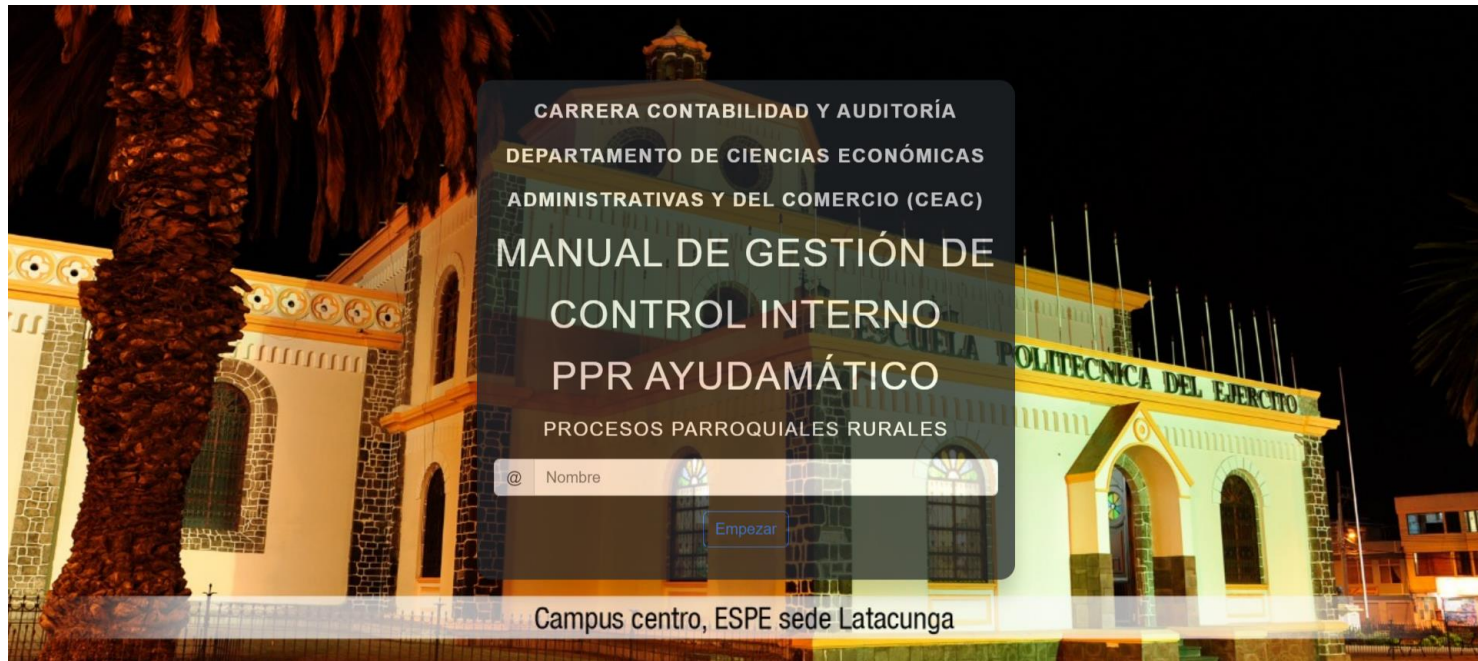 CARRERA CONTABILIDAD Y AUDITORÍA
DEPARTAMENTO DE CIENCIAS ECONÓMICAS
ADMINISTRATIVAS Y DEL COMERCIO (CEAC)
MANUAL DE GESTIÓN DE
CONTROL INTERNO
PPR AYUDAMÁTICO
PROCESOS PARROQUIALES RURALES
@ Nombre
Empezar
ESCUELA POLITECNICA DEL EJERCITO
Campus centro, ESPE sede Latacunga